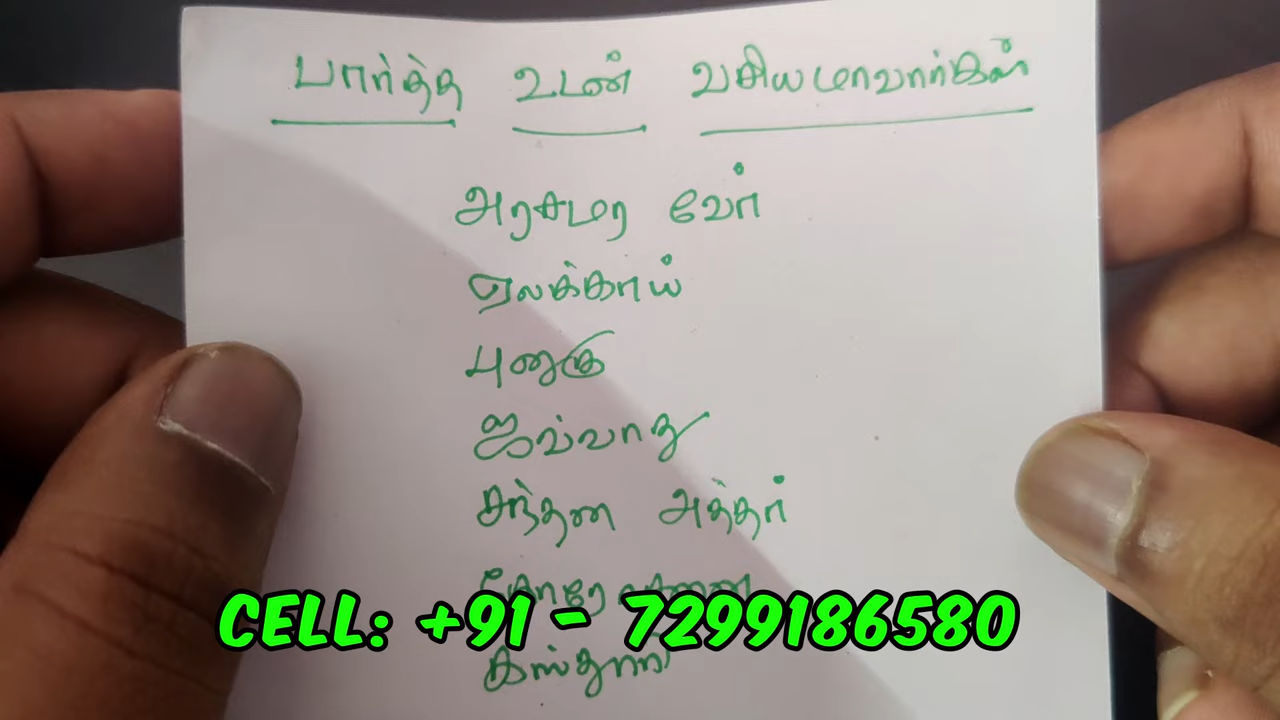 பார்த்த உடன் வசியமாவார்கள்
அரசமர வேர்
ஏலக்காய்
புனுகு
ஜவ்வாது
சந்தன அத்தர்
CELL: +91 - 7299186580
கஸ்தூரி